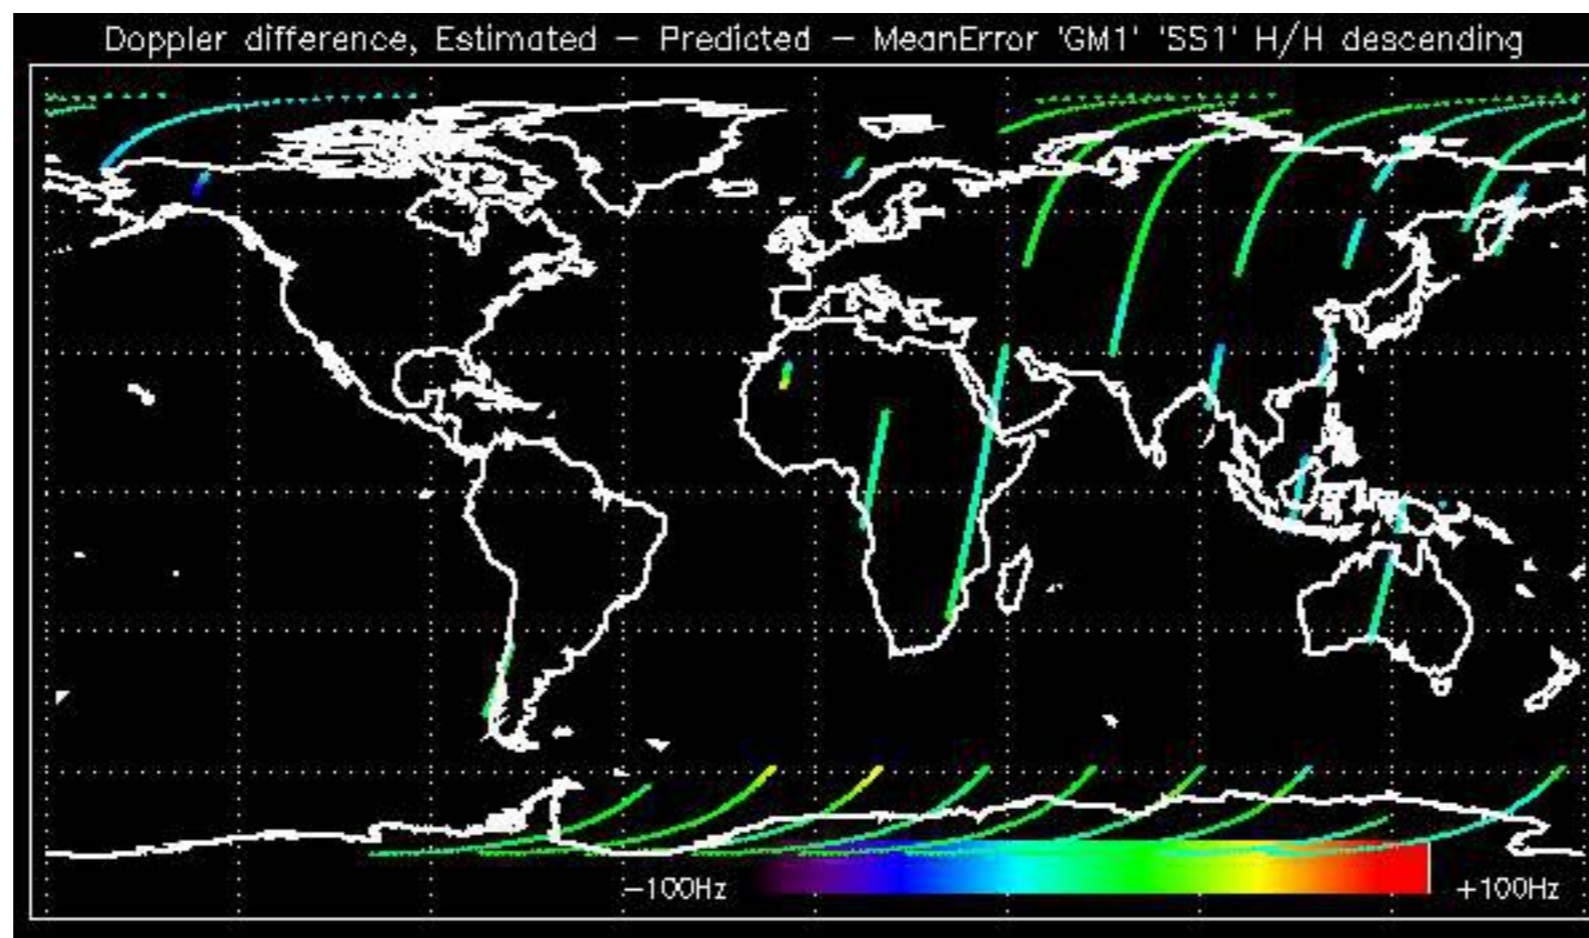 Doppler difference, Estimated − Predicted − MeanError 'GM1' 'SS1' H/H descending
−100Hz +100Hz